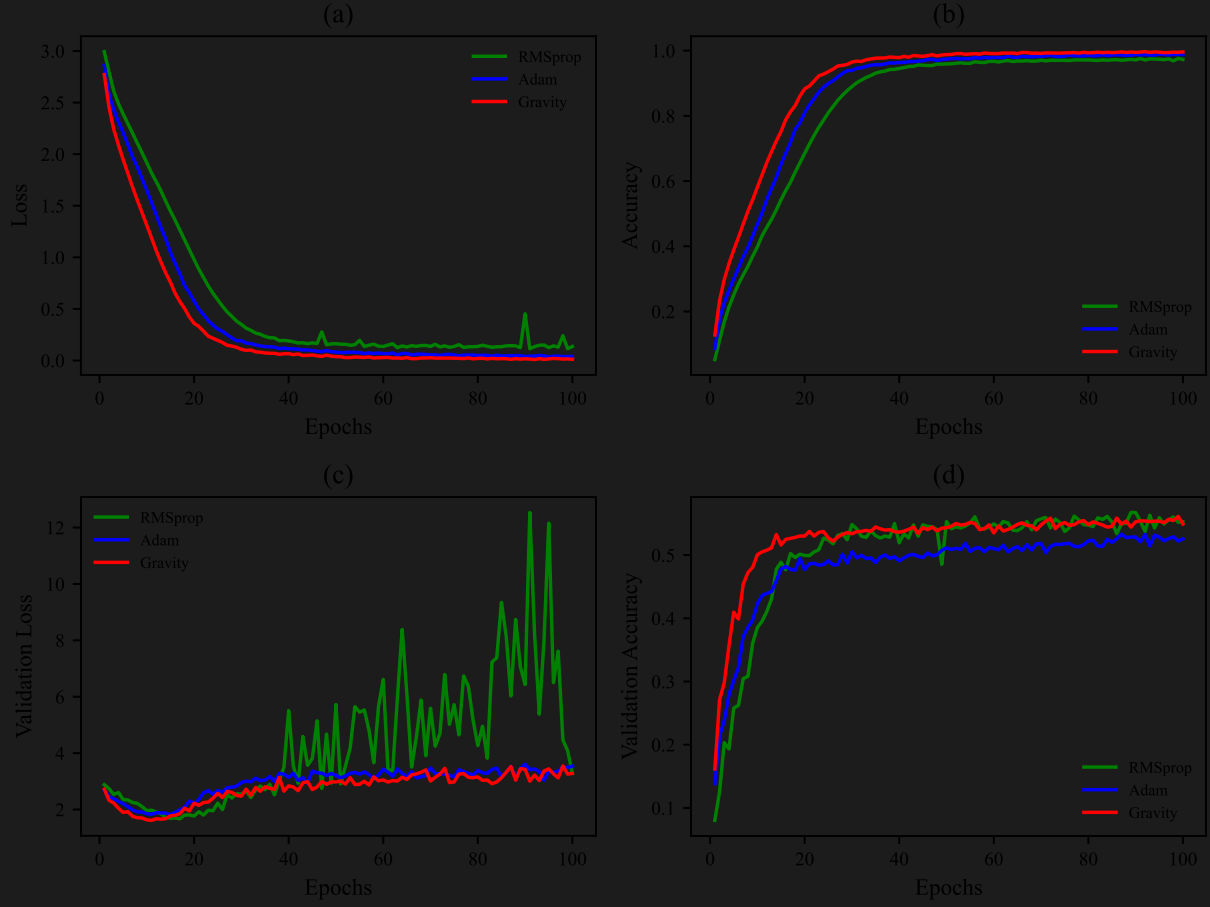 (a)
3.0
2.5
2.0
1.5
1.0
0.5
0.0
Loss
RMSprop
Adam
Gravity
0 20 40 60 80 100
Epochs
(b)
1.0
0.8
0.6
0.4
0.2
Accuracy
RMSprop
Adam
Gravity
0 20 40 60 80 100
Epochs
(c)
12
10
8
6
4
2
Validation Loss
RMSprop
Adam
Gravity
0 20 40 60 80 100
Epochs
(d)
0.5
0.4
0.3
0.2
0.1
Validation Accuracy
RMSprop
Adam
Gravity
0 20 40 60 80 100
Epochs